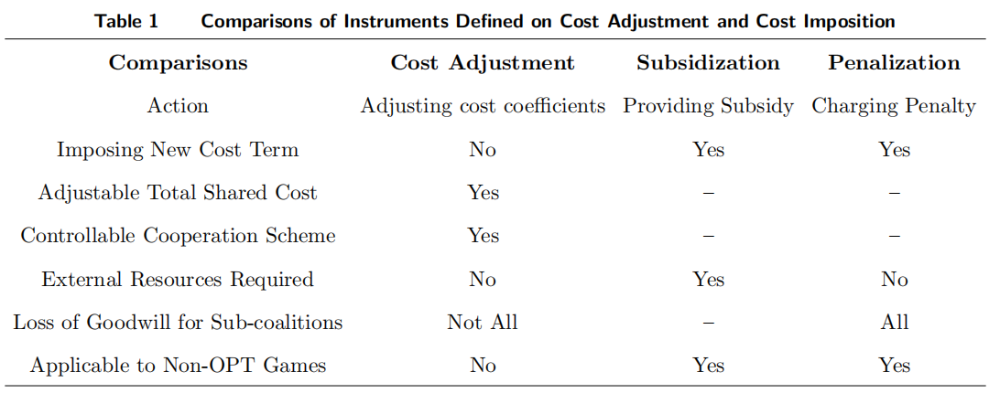 Table 1 Comparisons of Instruments Defined on Cost Adjustment and Cost Imposition
Comparisons Cost Adjustment Subsidization Penalization
Action Adjusting cost coefficients Providing Subsidy Charging Penalty
Imposing New Cost Term No Yes Yes
Adjustable Total Shared Cost Yes – –
Controllable Cooperation Scheme Yes – –
External Resources Required No Yes No
Loss of Goodwill for Sub-coalitions Not All – All
Applicable to Non-OPT Games No Yes Yes